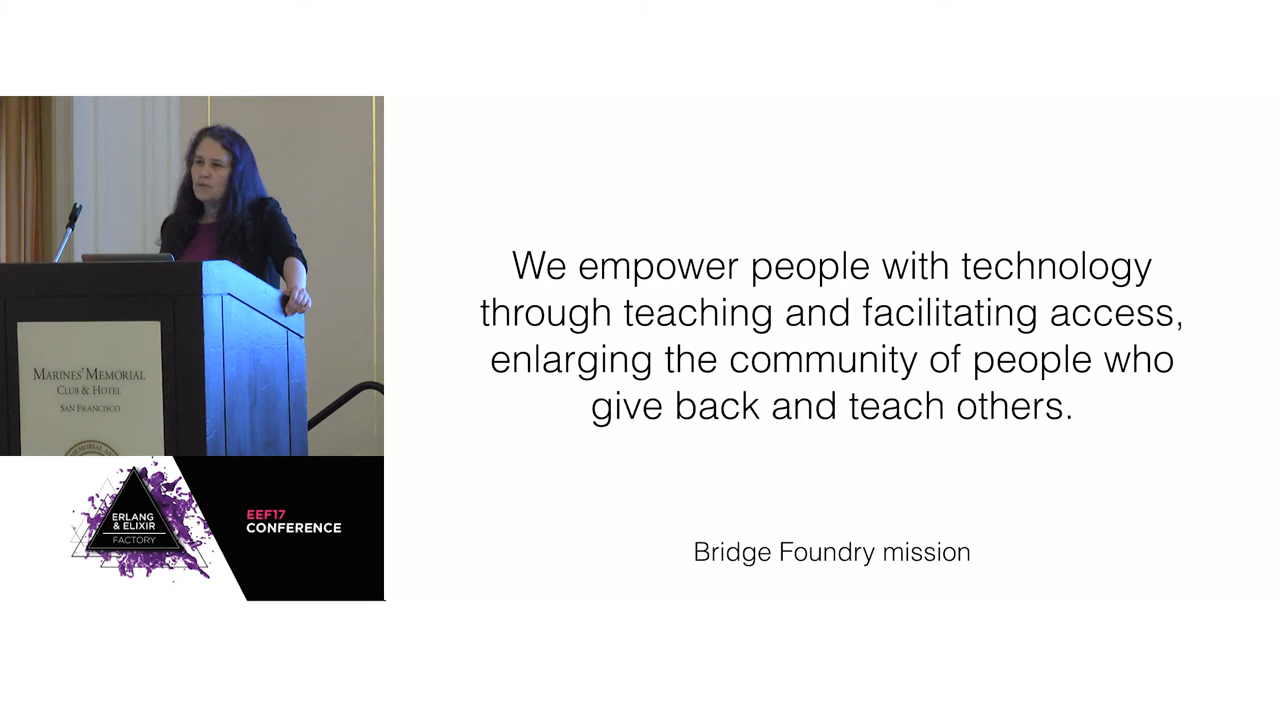 We empower people with technology
through teaching and facilitating access,
enlarging the community of people who
give back and teach others.
Bridge Foundry mission
MARINES' MEMORIAL
CLUB & HOTEL
SAN FRANCISCO
ERLANG
& ELIXIR
FACTORY
EEF17
CONFERENCE